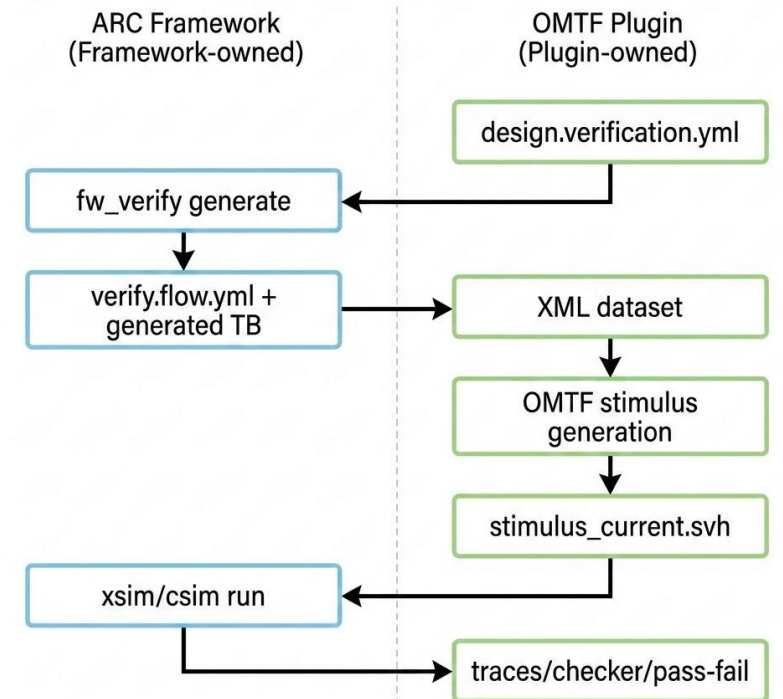 ARC Framework
(Framework-owned)
OMTF Plugin
(Plugin-owned)
design.verification.yml
fw_verify generate
verify.flow.yml +
generated TB
XML dataset
OMTF stimulus
generation
stimulus_current.svh
xsim/csim run
traces/checker/pass-fail